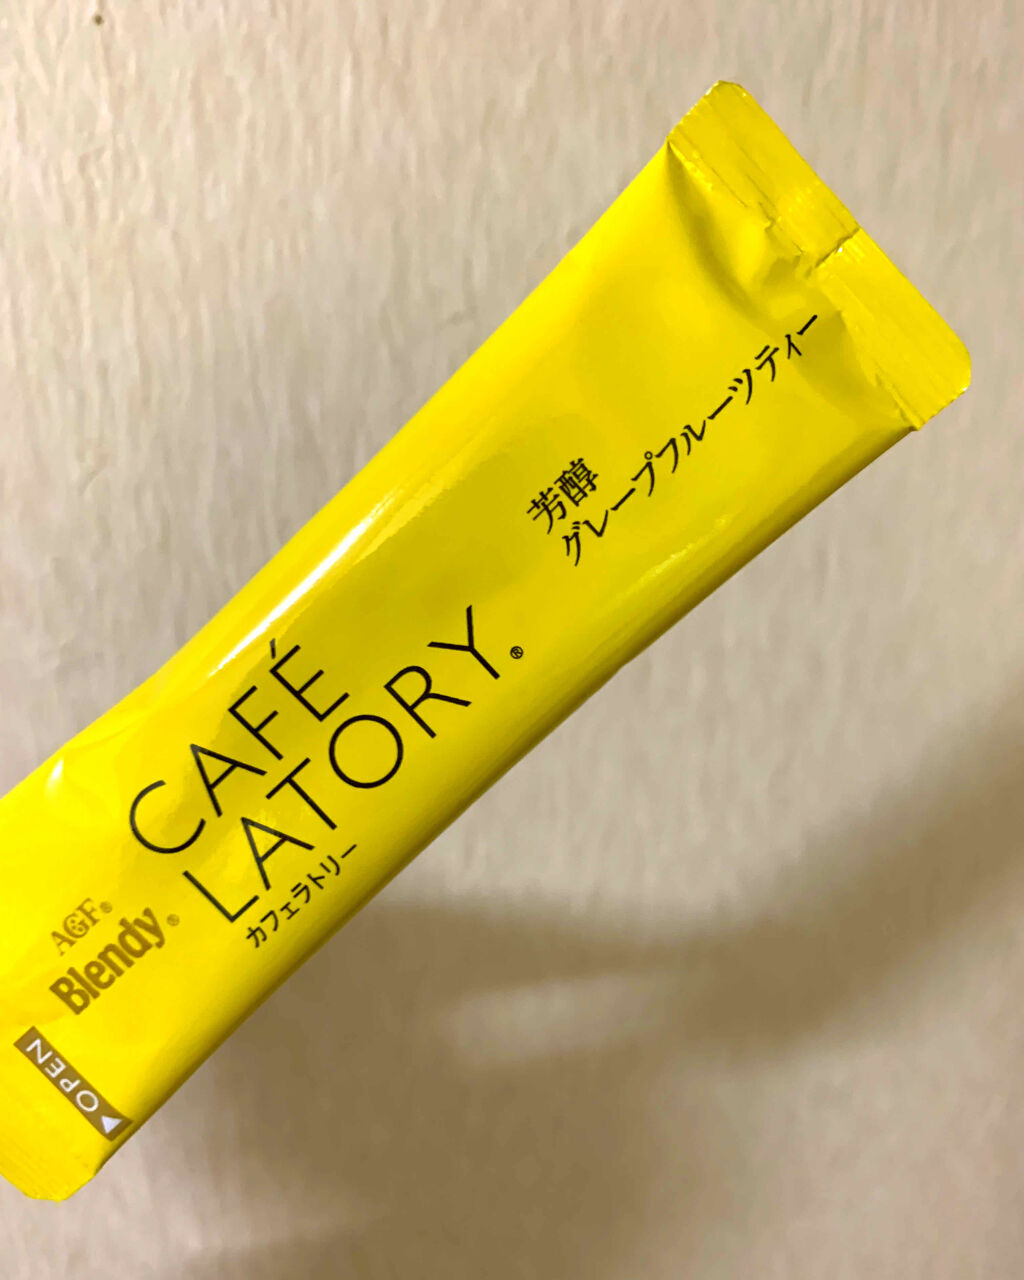 芳醇
グレープフルーツティー
CAFÉ
LATORY®
カフェラトリー
AGF®
Blendy®
OPEN